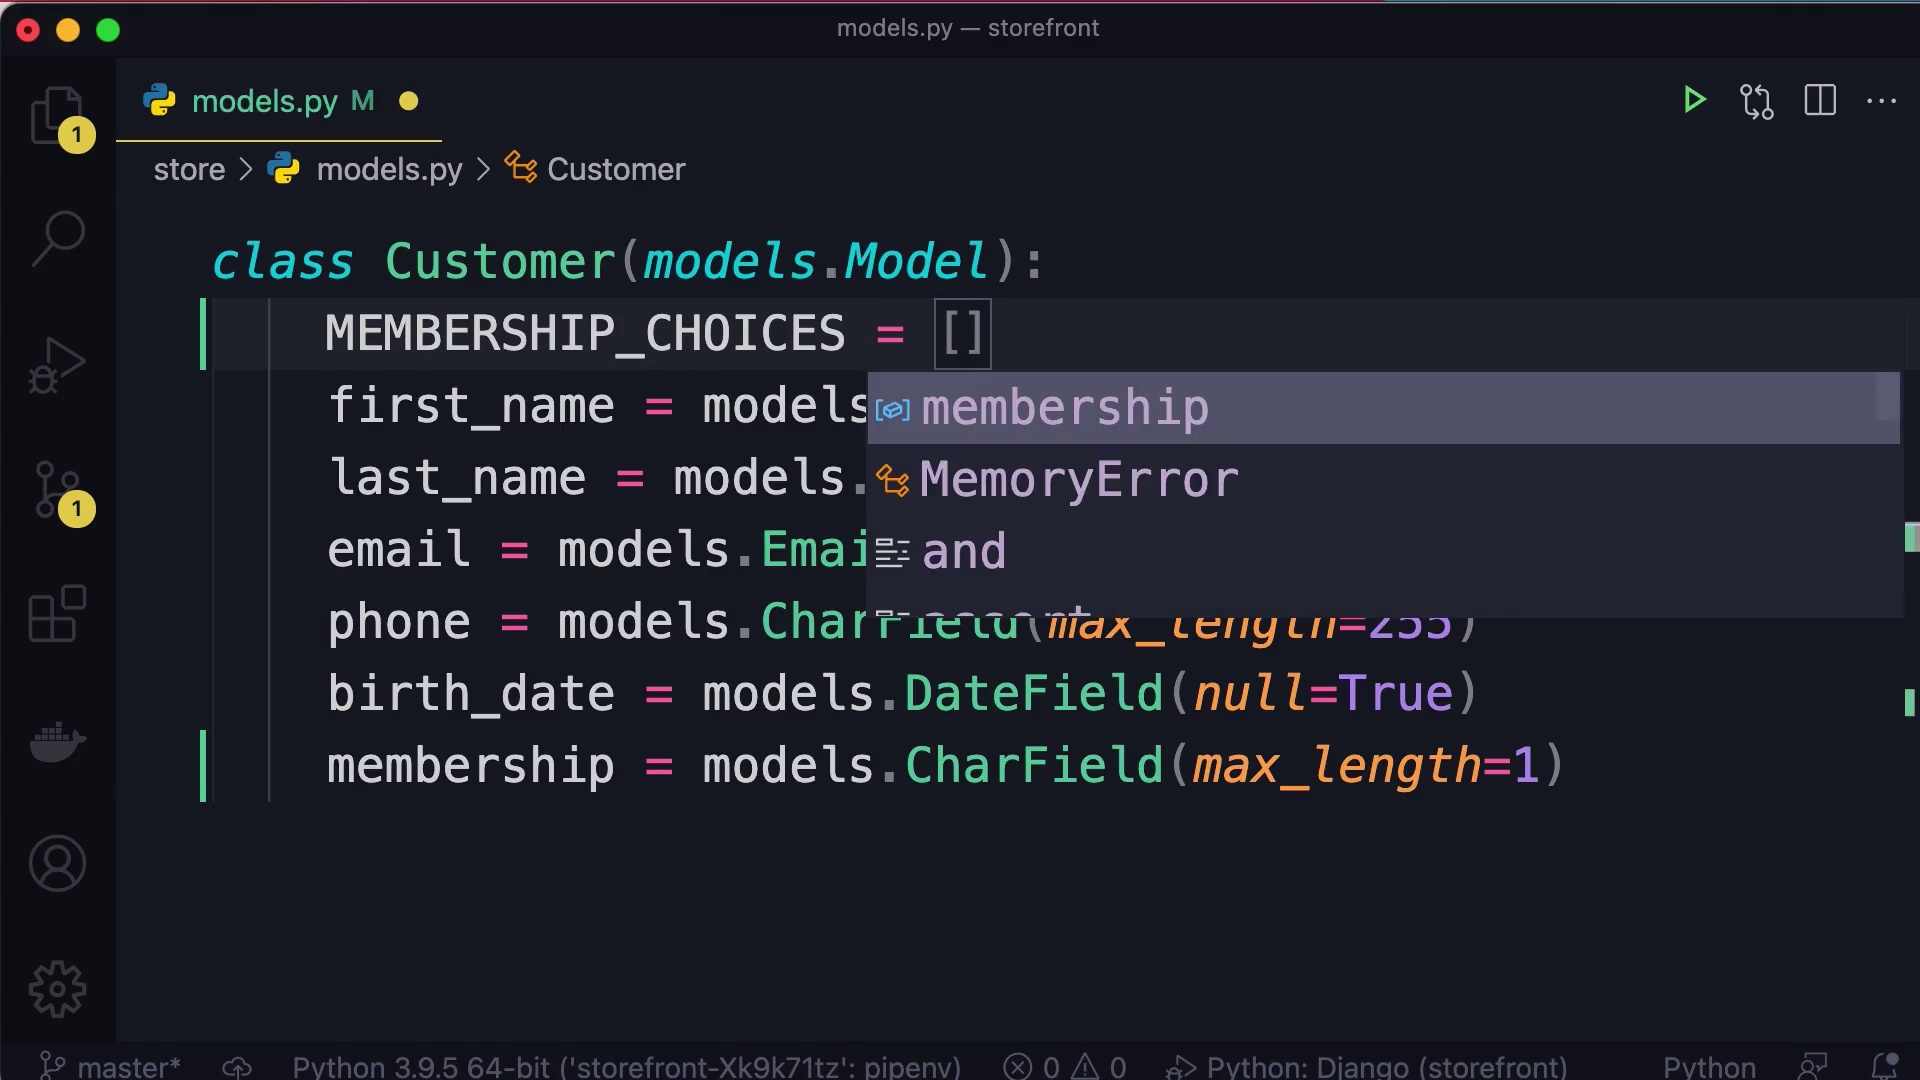 models.py — storefront
models.py M
1
store > models.py > Customer
class Customer(models.Model):
MEMBERSHIP_CHOICES = []
first_name = models
membership
MemoryError
last_name = models.
email = models.Emai
and
phone = models.CharField(max_length=255)
birth_date = models.DateField(null=True)
membership = models.CharField(max_length=1)
1
master*
Python 3.9.5 64-bit ('storefront-Xk9k71tz': pipenv)
0
0
Python: Django (storefront)
Python